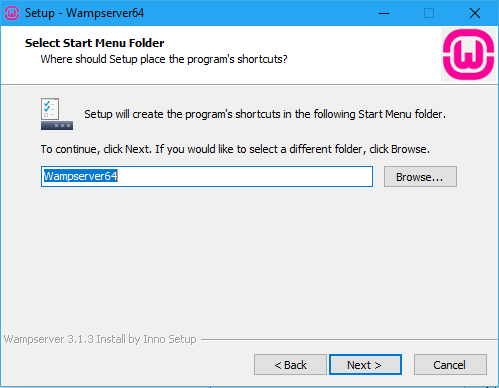 Setup - Wampserver64
Select Start Menu Folder
Where should Setup place the program's shortcuts?
Setup will create the program's shortcuts in the following Start Menu folder.
To continue, click Next. If you would like to select a different folder, click Browse.
Wampserver64
Browse...
Wampserver 3.1.3 Install by Inno Setup
< Back
Next >
Cancel